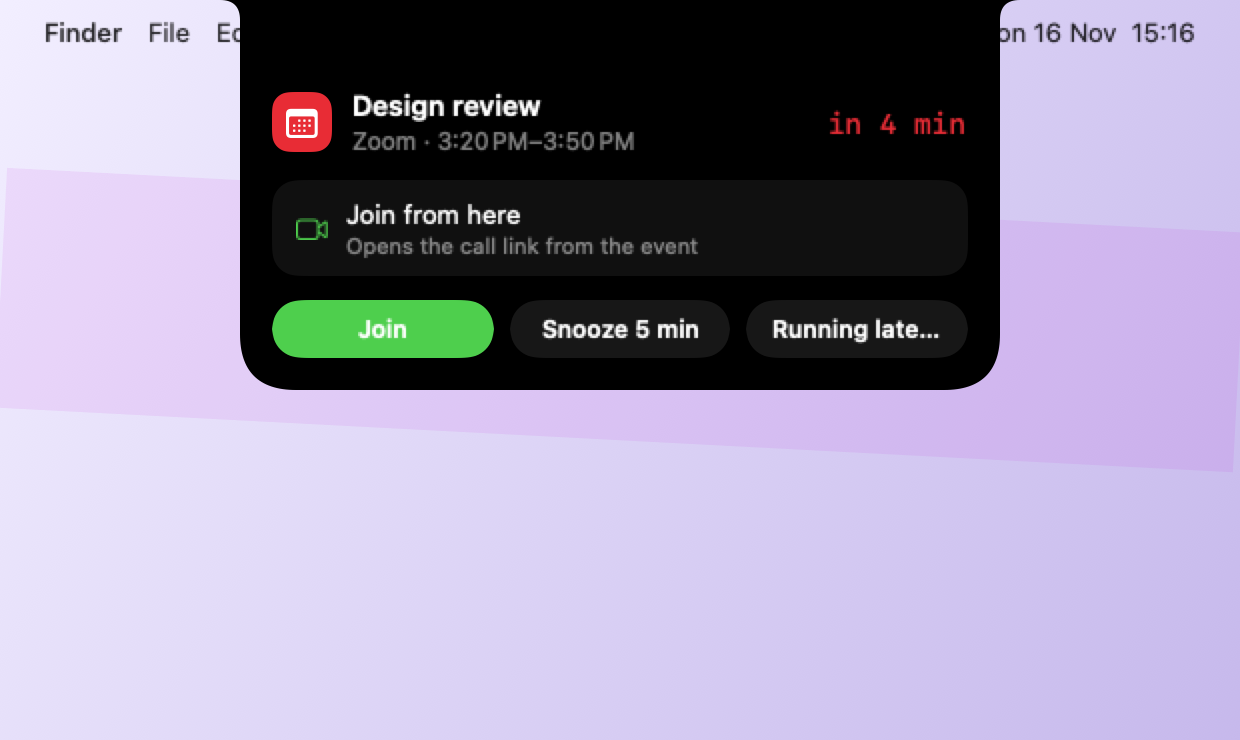 Finder File
16 Nov 15:16
Design review
in 4 min
Zoom · 3:20 PM–3:50 PM
Join from here
Opens the call link from the event
Join Snooze 5 min Running late...